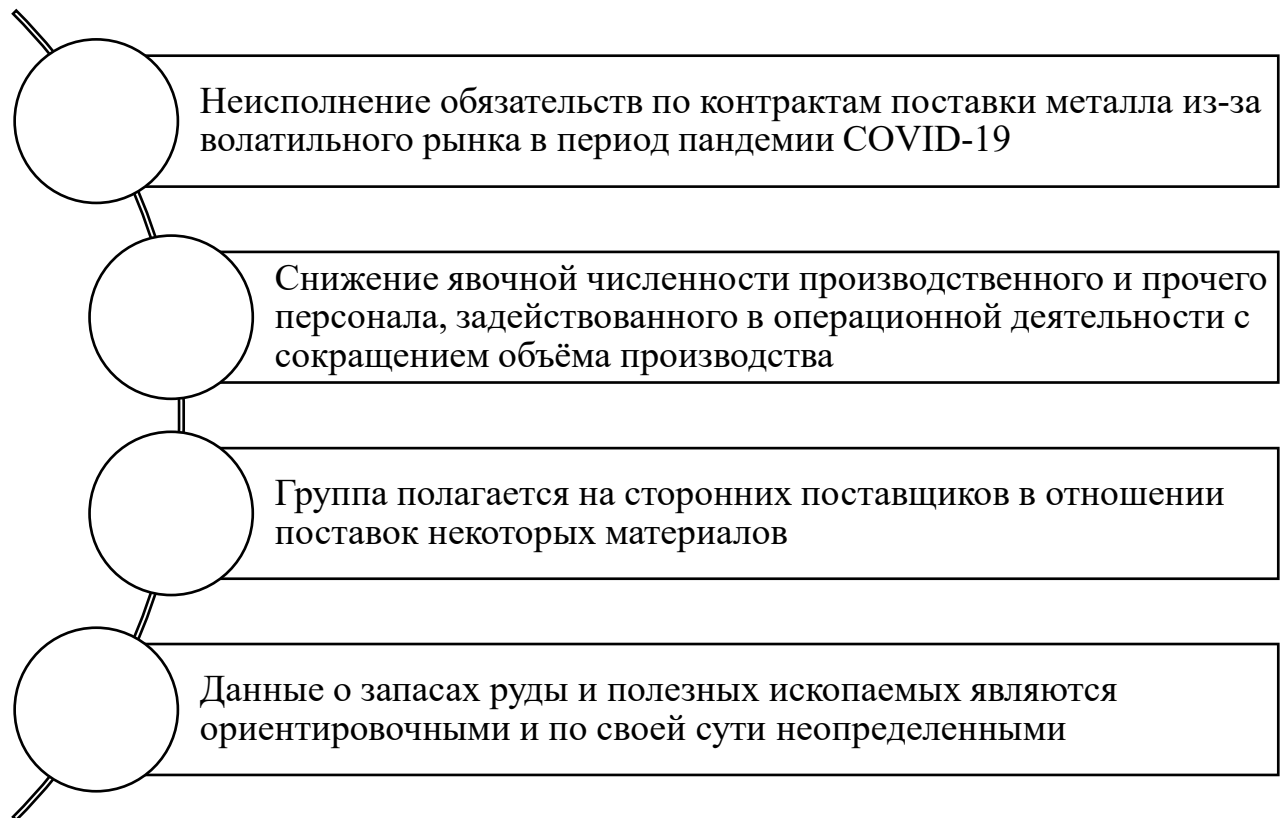 Неисполнение обязательств по контрактам поставки металла из-за
волатильного рынка в период пандемии COVID-19
Снижение явочной численности производственного и прочего
персонала, задействованного в операционной деятельности с
сокращением объёма производства
Группа полагается на сторонних поставщиков в отношении
поставок некоторых материалов
Данные о запасах руды и полезных ископаемых являются
ориентировочными и по своей сути неопределенными